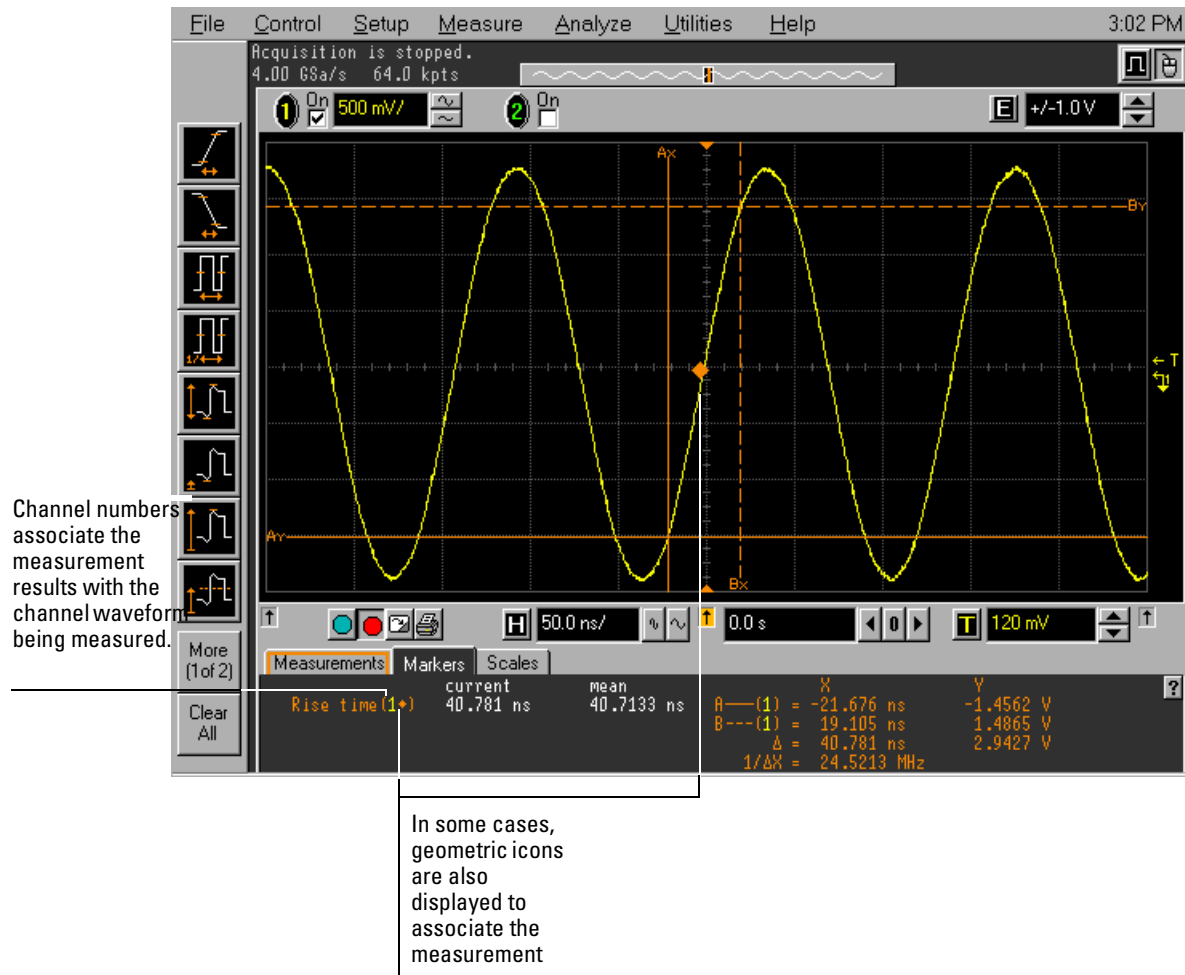 File Control Setup Measure Analyze Utilities Help 3:02 PM
Acquisition is stopped.
4.00 GSa/s 64.0 kpts
1 On 500 mV/ 2 On E +/-1.0 V
Ax
By
T
Ay
Bx
H 50.0 ns/ 0.0 s 0 T 120 mV
More
(1of 2)
Clear
All
Measurements Markers Scales
current mean X Y ?
Rise time(1♦) 40.781 ns 40.7133 ns A——(1) = -21.676 ns -1.4562 V
B---(1) = 19.105 ns 1.4865 V
Δ = 40.781 ns 2.9427 V
1/ΔX = 24.5213 MHz
Channel numbers
associate the
measurement
results with the
channel waveform
being measured.
In some cases,
geometric icons
are also
displayed to
associate the
measurement